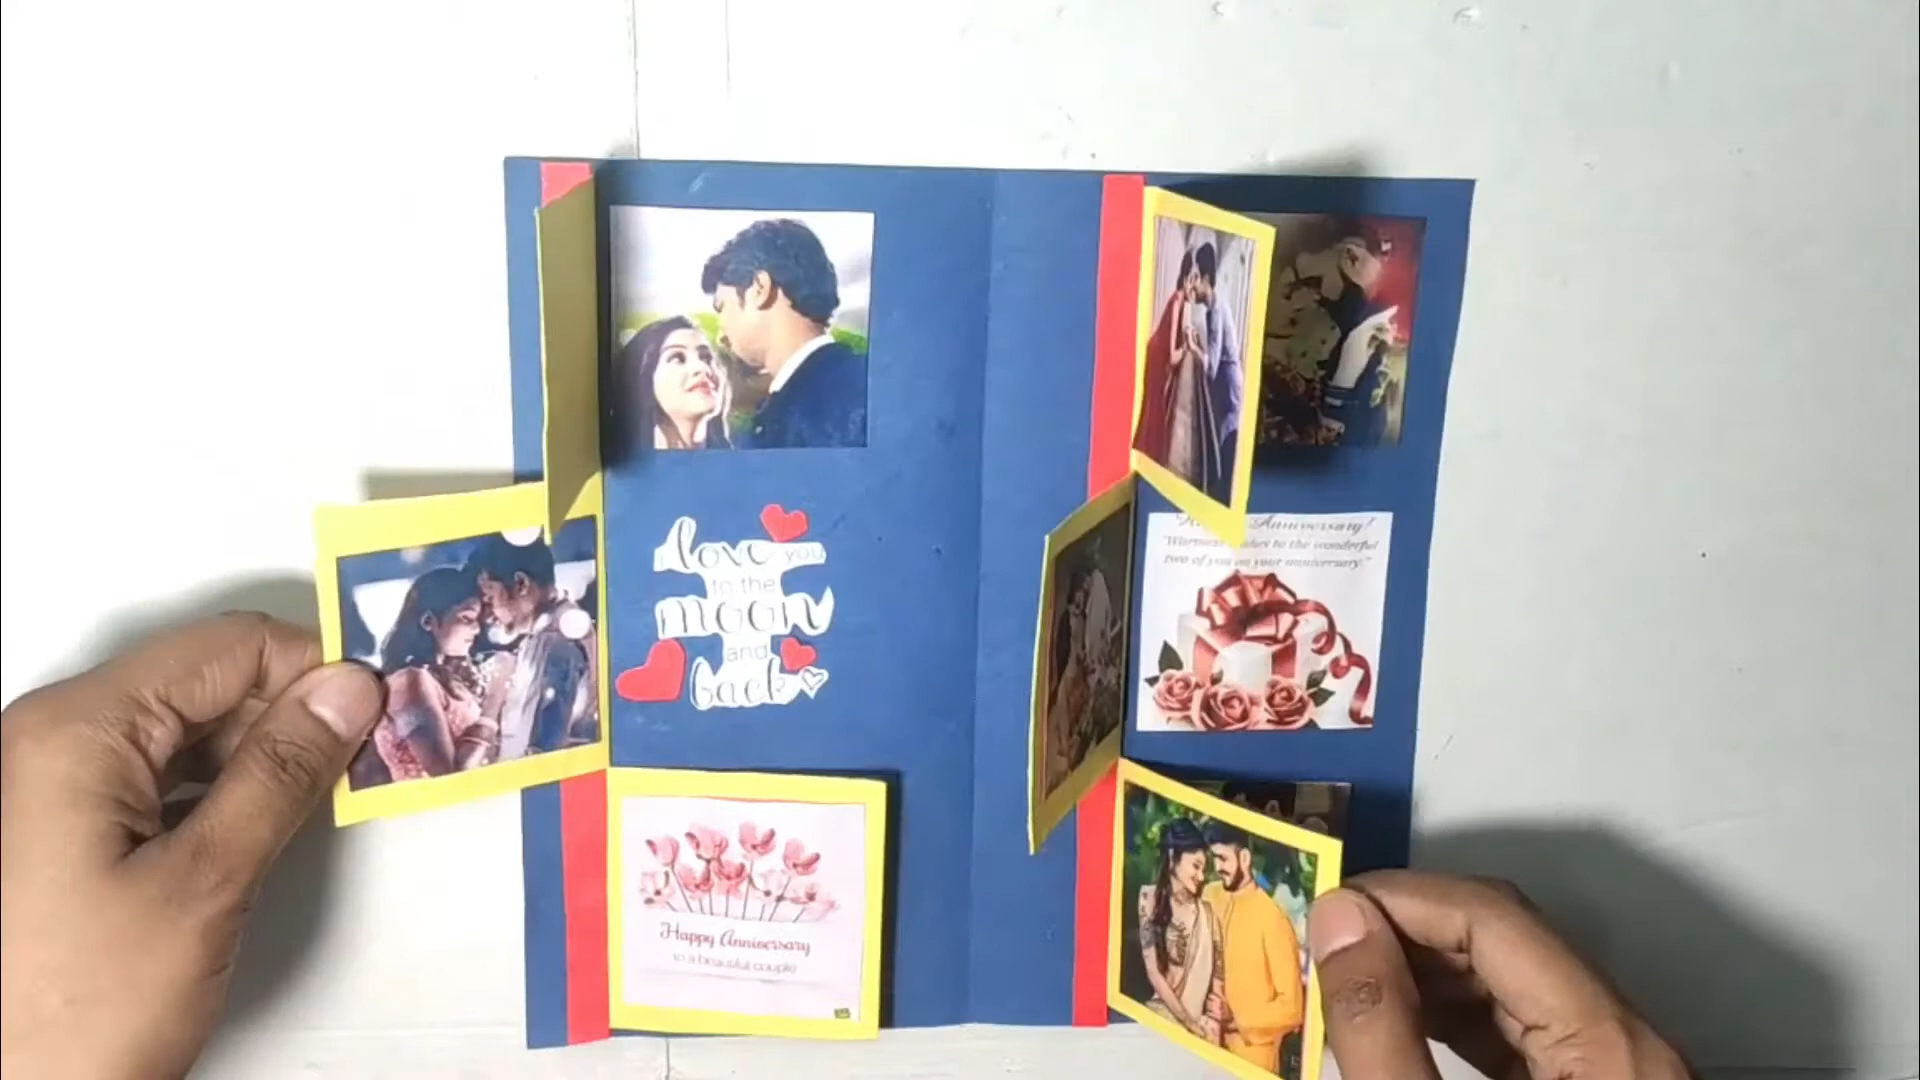 love you
to the
moon
and
back
Happy Anniversary
to a beautiful couple
Anniversary!
"Warmest wishes to the wonderful
two of you on your anniversary."